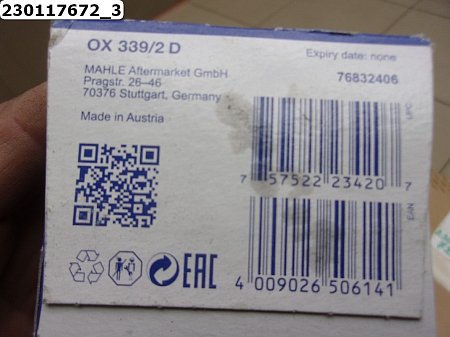 230117672_3
OX 339/2 D
Expiry date: none
MAHLE Aftermarket GmbH
Pragstr. 26–46
70376 Stuttgart, Germany
76832406
Made in Austria
UPC
7 57522 23420 7
EAN
EAC
4 009026 506141